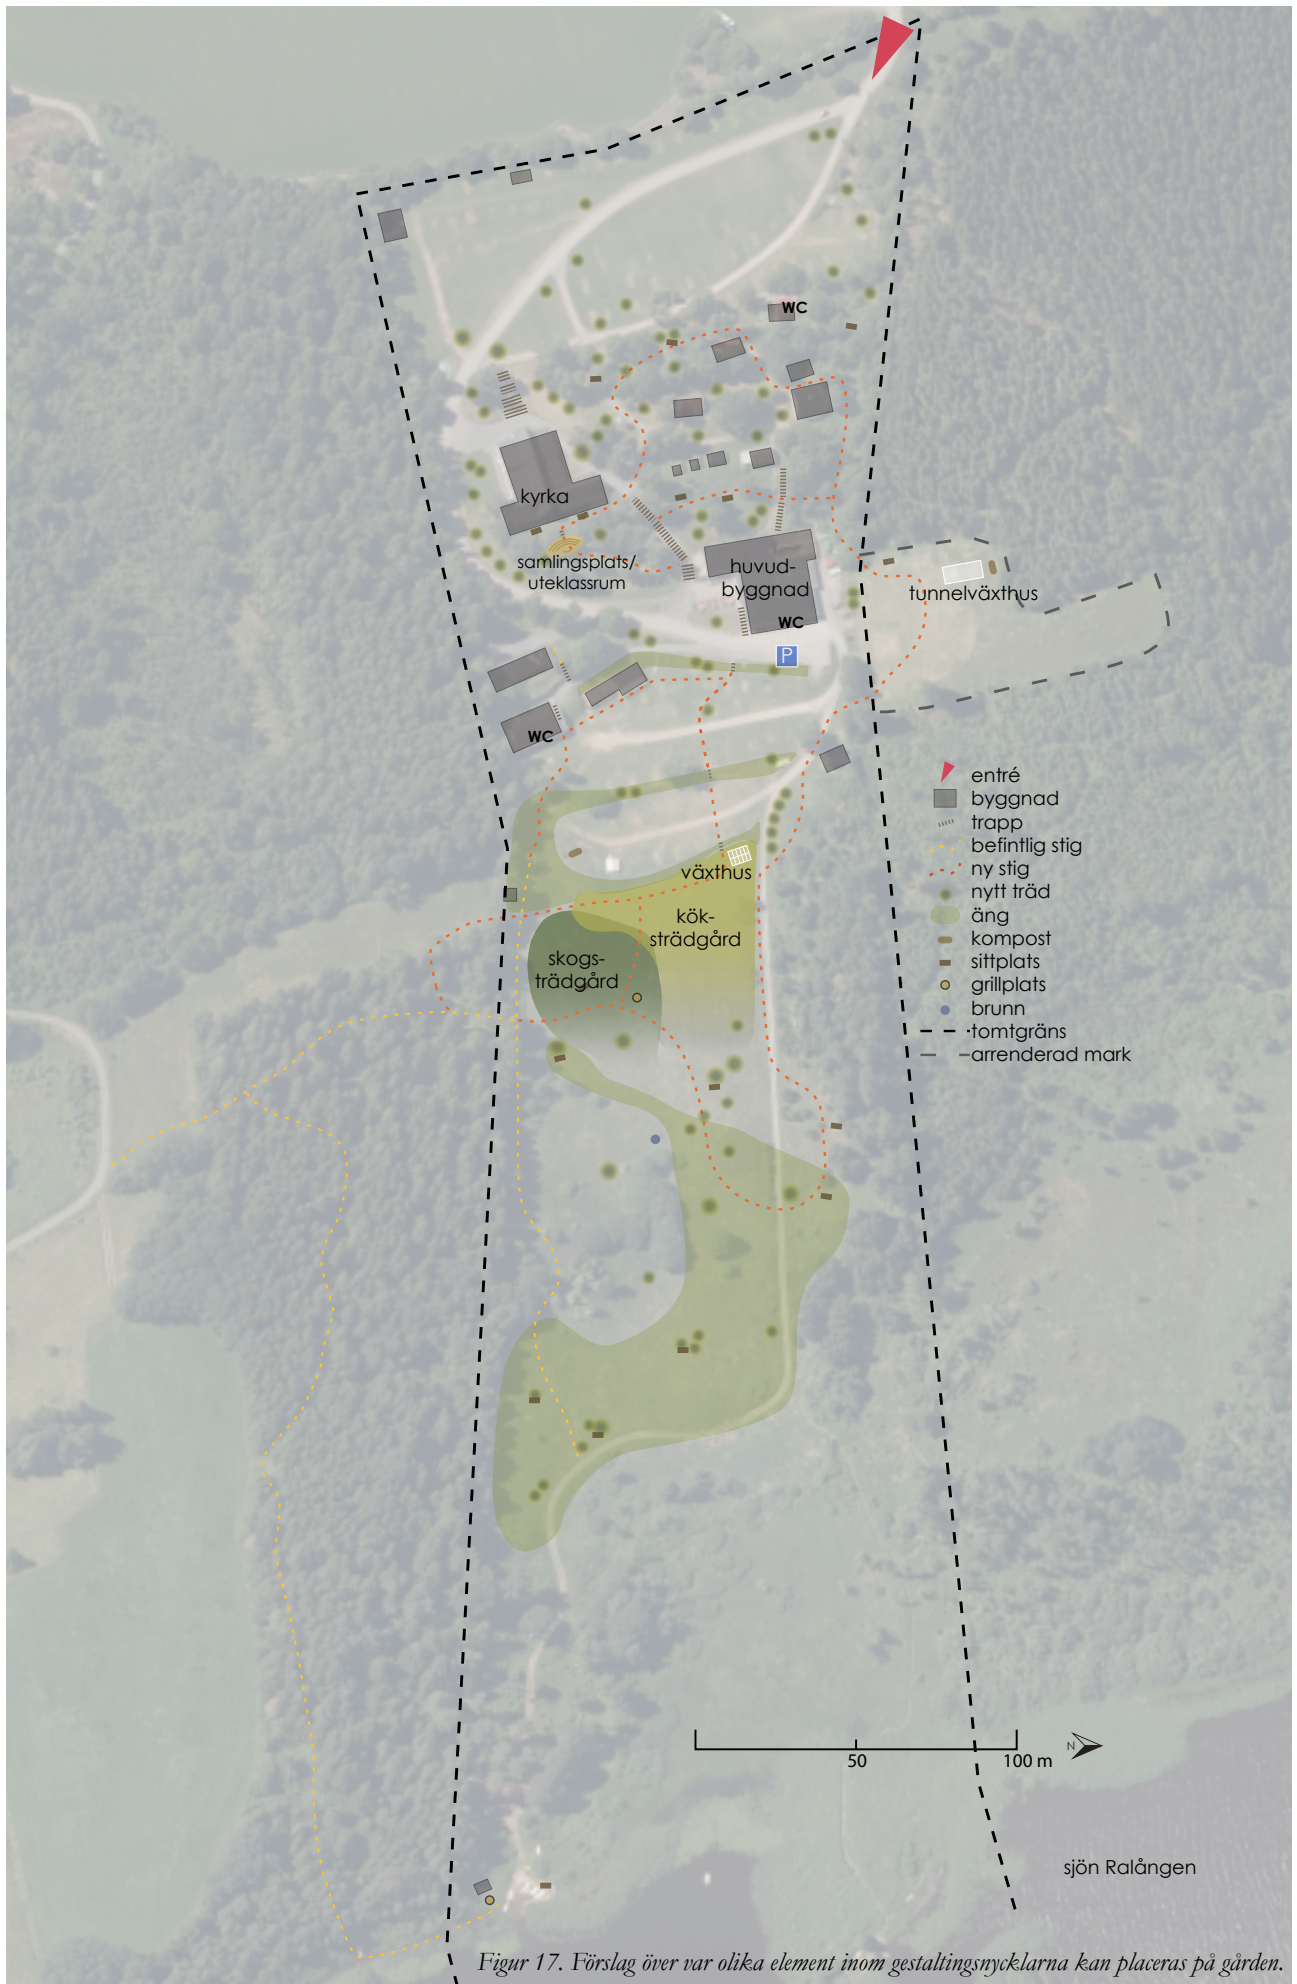 WC
kyrka
samlingsplats/
uteklassrum
huvud-
byggnad
WC
tunnelväxthus
P
WC
entré
byggnad
trapp
befintlig stig
ny stig
nytt träd
äng
kompost
sittplats
grillplats
brunn
tomtgräns
arrenderad mark
växthus
kök-
strädgård
skogs-
trädgård
N
50
100 m
sjön Ralången
Figur 17. Förslag över var olika element inom gestaltingsnycklarna kan placeras på gården.